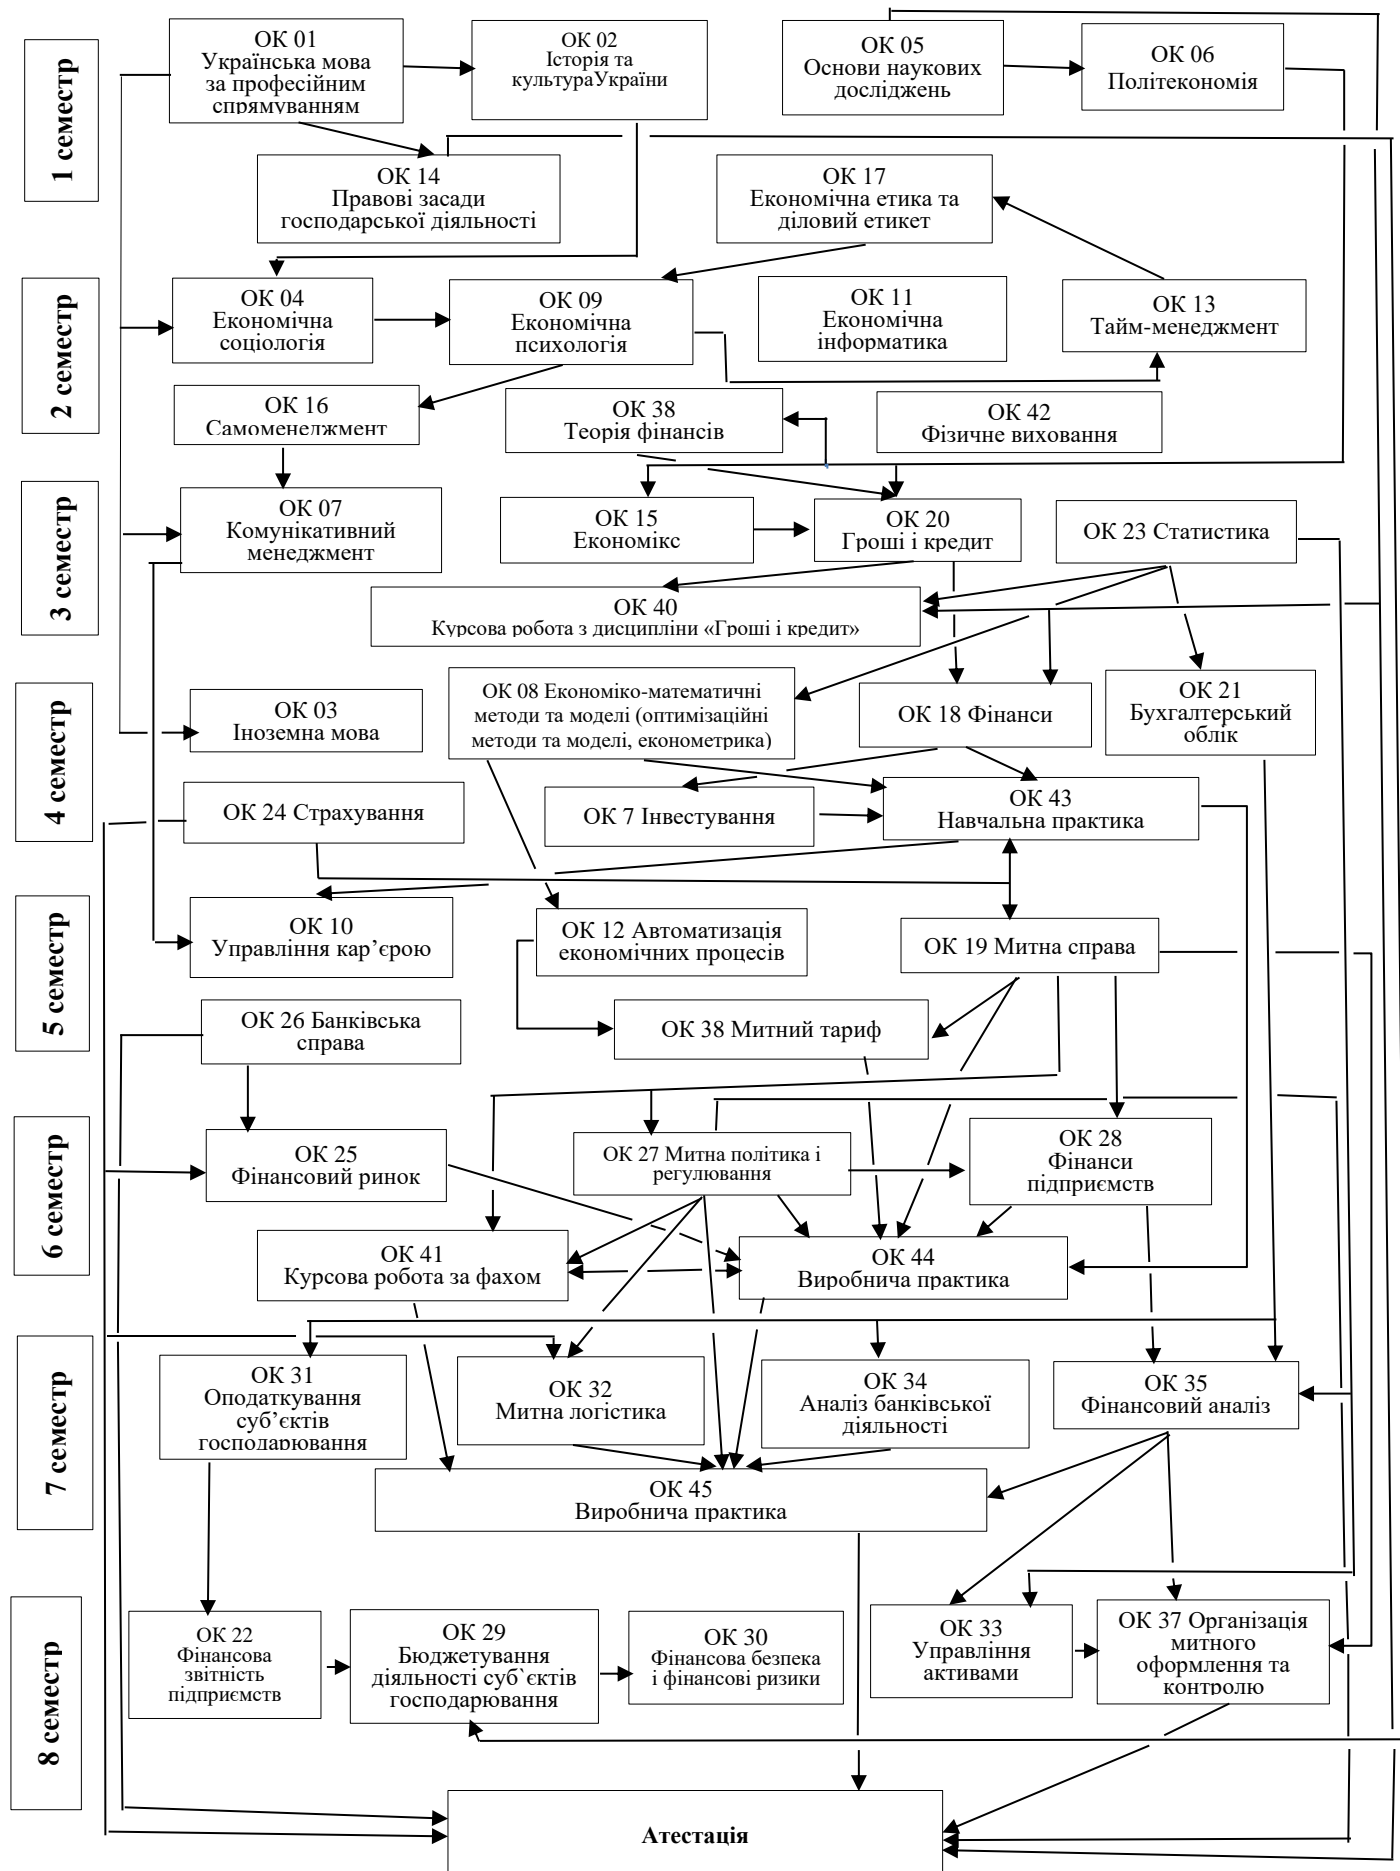 1 семестр
ОК 01
Українська мова
за професійним
спрямуванням
ОК 02
Історія та
культураУкраїни
ОК 05
Основи наукових
досліджень
ОК 06
Політекономія
ОК 14
Правові засади
господарської діяльності
ОК 17
Економічна етика та
діловий етикет
2 семестр
ОК 04
Економічна
соціологія
ОК 09
Економічна
психологія
ОК 11
Економічна
інформатика
ОК 13
Тайм-менеджмент
ОК 16
Самоменеджмент
ОК 38
Теорія фінансів
ОК 42
Фізичне виховання
3 семестр
ОК 07
Комунікативний
менеджмент
ОК 15
Економікс
ОК 20
Гроші і кредит
ОК 23 Статистика
ОК 40
Курсова робота з дисципліни «Гроші і кредит»
4 семестр
ОК 03
Іноземна мова
ОК 08 Економіко-математичні
методи та моделі (оптимізаційні
методи та моделі, економетрика)
ОК 18 Фінанси
ОК 21
Бухгалтерський
облік
ОК 24 Страхування
ОК 7 Інвестування
ОК 43
Навчальна практика
5 семестр
ОК 10
Управління кар’єрою
ОК 12 Автоматизація
економічних процесів
ОК 19 Митна справа
ОК 26 Банківська
справа
ОК 38 Митний тариф
6 семестр
ОК 25
Фінансовий ринок
ОК 27 Митна політика і
регулювання
ОК 28
Фінанси
підприємств
ОК 41
Курсова робота за фахом
ОК 44
Виробнича практика
7 семестр
ОК 31
Оподаткування
суб’єктів
господарювання
ОК 32
Митна логістика
ОК 34
Аналіз банківської
діяльності
ОК 35
Фінансовий аналіз
ОК 45
Виробнича практика
8 семестр
ОК 22
Фінансова
звітність
підприємств
ОК 29
Бюджетування
діяльності суб`єктів
господарювання
ОК 30
Фінансова безпека
і фінансові ризики
ОК 33
Управління
активами
ОК 37 Організація
митного
оформлення та
контролю
Атестація